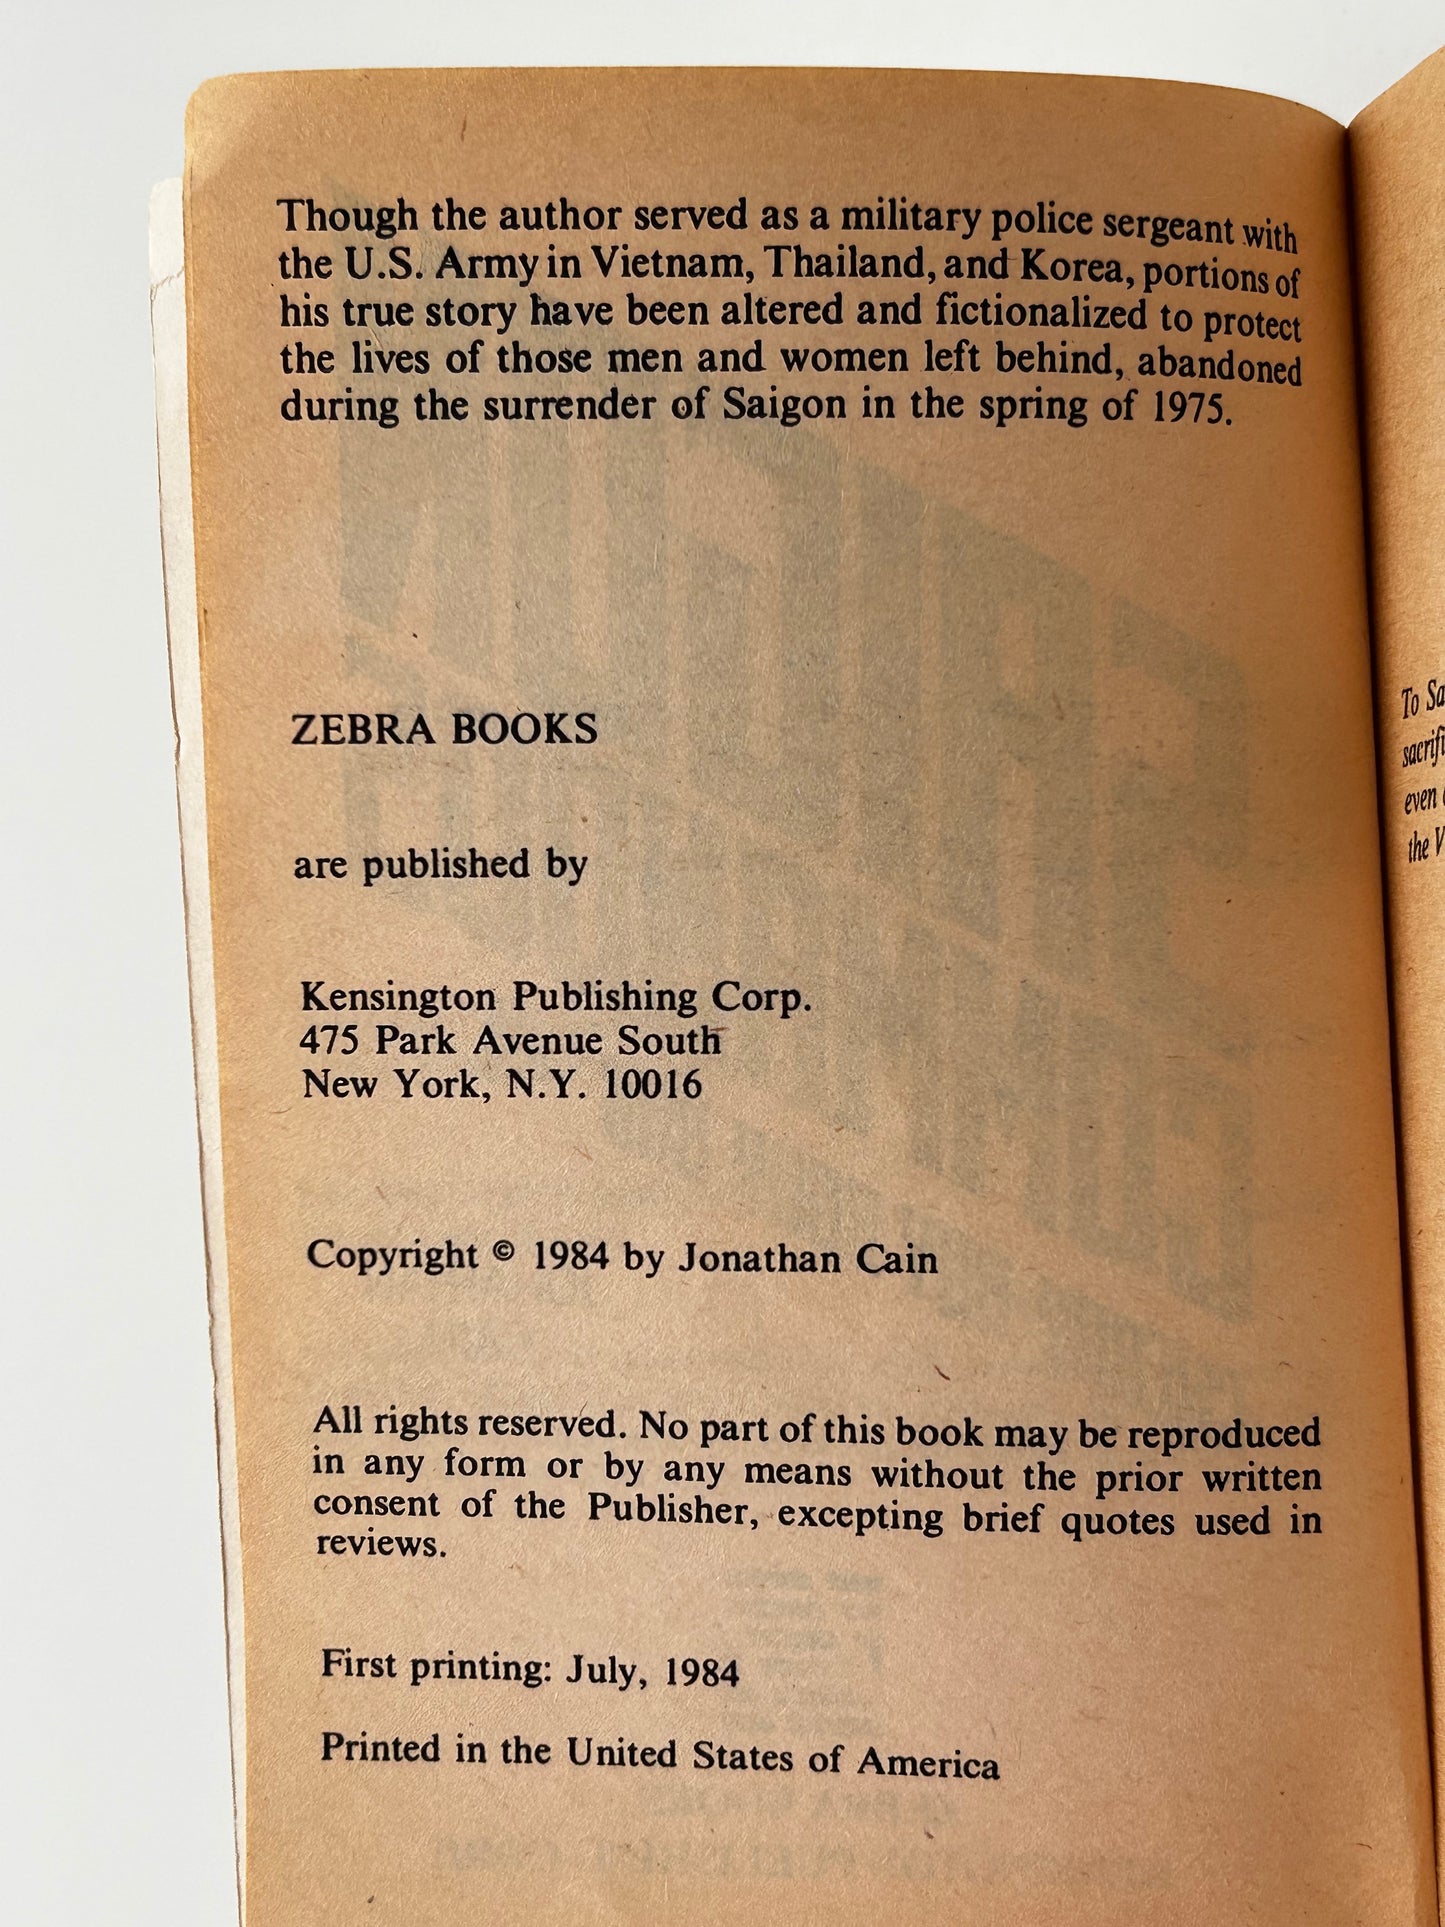 Though the author served as a military police sergeant with
the U.S. Army in Vietnam, Thailand, and Korea, portions of
his true story have been altered and fictionalized to protect
the lives of those men and women left behind, abandoned
during the surrender of Saigon in the spring of 1975.
ZEBRA BOOKS
are published by
Kensington Publishing Corp.
475 Park Avenue South
New York, N.Y. 10016
Copyright © 1984 by Jonathan Cain
All rights reserved. No part of this book may be reproduced
in any form or by any means without the prior written
consent of the Publisher, excepting brief quotes used in
reviews.
First printing: July, 1984
Printed in the United States of America
To
even
the